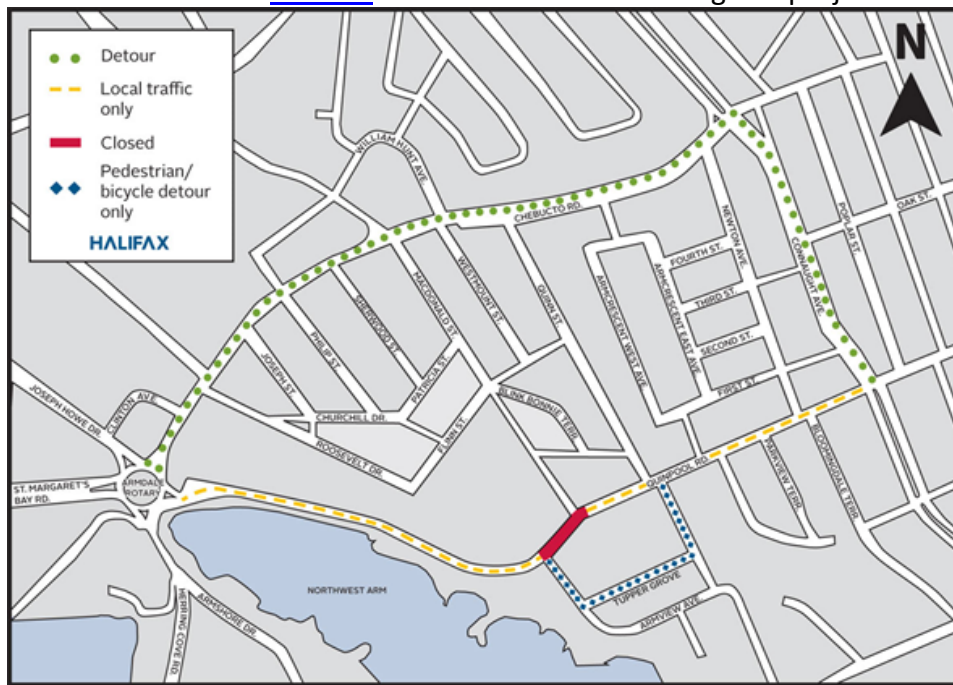 Detour
Local traffic
only
Closed
Pedestrian/
bicycle detour
only
HALIFAX
N
WILLIAM HUNT AVE.
CHEBUCTO RD.
OAK ST.
POPLAR ST.
NEWTON AVE.
CONNAUGHT AVE.
FOURTH ST.
THIRD ST.
SECOND ST.
FIRST ST.
ARMCRESCENT EAST AVE.
ARMCRESCENT WEST AVE.
QUINN ST.
WESTMOUNT ST.
MACDONALD ST.
SHERWOOD ST.
PHILIP ST.
JOSEPH ST.
PATRICIA ST.
CHURCHILL DR.
ROOSEVELT DR.
FLINN ST.
BLINK BONNIE TERR.
CLINTON AVE.
JOSEPH HOWE DR.
ST. MARGARET'S
BAY RD.
ARMDALE
ROTARY
QUINPOOL RD.
PARKVIEW TERR.
BLOOMINGDALE TERR.
TUPPER GROVE
ARMVIEW AVE.
NORTHWEST ARM
ARMSHORE DR.
HERRING COVE RD.